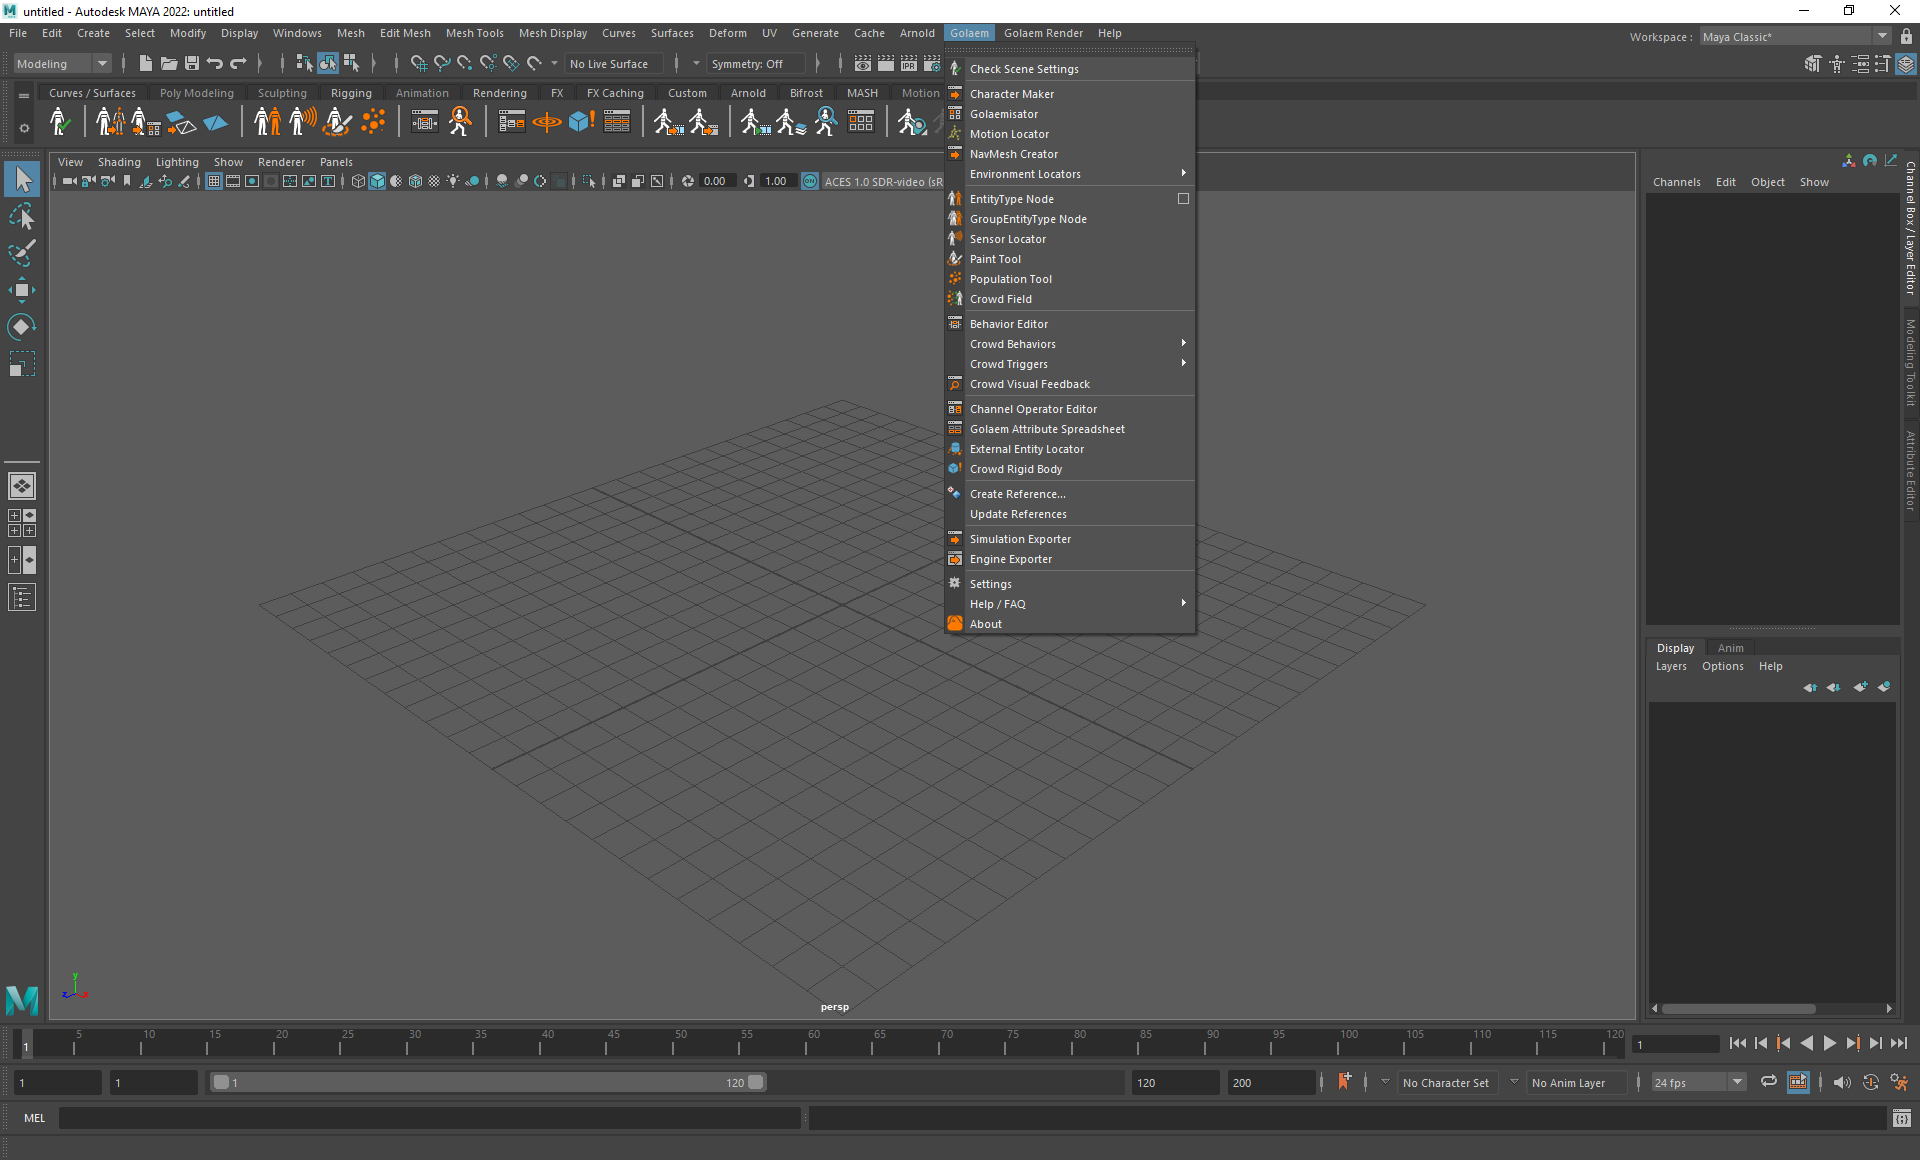 untitled - Autodesk MAYA 2022: untitled
File Edit Create Select Modify Display Windows Mesh Edit Mesh Mesh Tools Mesh Display Curves Surfaces Deform UV Generate Cache Arnold Golaem Golaem Render Help
Workspace : Maya Classic*
Modeling No Live Surface Symmetry: Off IPR
Curves / Surfaces Poly Modeling Sculpting Rigging Animation Rendering FX FX Caching Custom Arnold Bifrost MASH Motion
View Shading Lighting Show Renderer Panels
0.00 1.00 ON ACES 1.0 SDR-video (sR
Check Scene Settings
Character Maker
Golaemisator
Motion Locator
NavMesh Creator
Environment Locators
EntityType Node
GroupEntityType Node
Sensor Locator
Paint Tool
Population Tool
Crowd Field
Behavior Editor
Crowd Behaviors
Crowd Triggers
Crowd Visual Feedback
Channel Operator Editor
Golaem Attribute Spreadsheet
External Entity Locator
Crowd Rigid Body
Create Reference...
Update References
Simulation Exporter
Engine Exporter
Settings
Help / FAQ
About
Channels Edit Object Show
Channel Box / Layer Editor
Modeling Toolkit
Attribute Editor
Display Anim
Layers Options Help
y
z x
persp
M
5 10 15 20 25 30 35 40 45 50 55 60 65 70 75 80 85 90 95 100 105 110 115 120
1 1
1 1 1 120 120 200 No Character Set No Anim Layer 24 fps
MEL